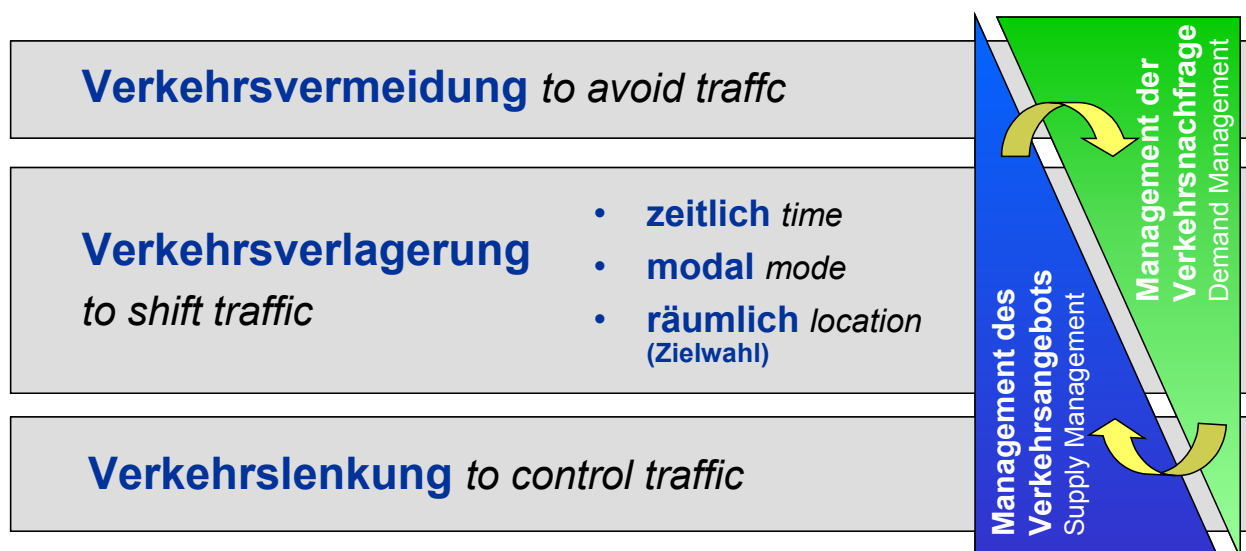 Verkehrsvermeidung to avoid traffc
Verkehrsverlagerung
to shift traffic
• zeitlich time
• modal mode
• räumlich location
(Zielwahl)
Verkehrslenkung to control traffic
Management des
Verkehrsangebots
Supply Management
Management der
Verkehrsnachfrage
Demand Management